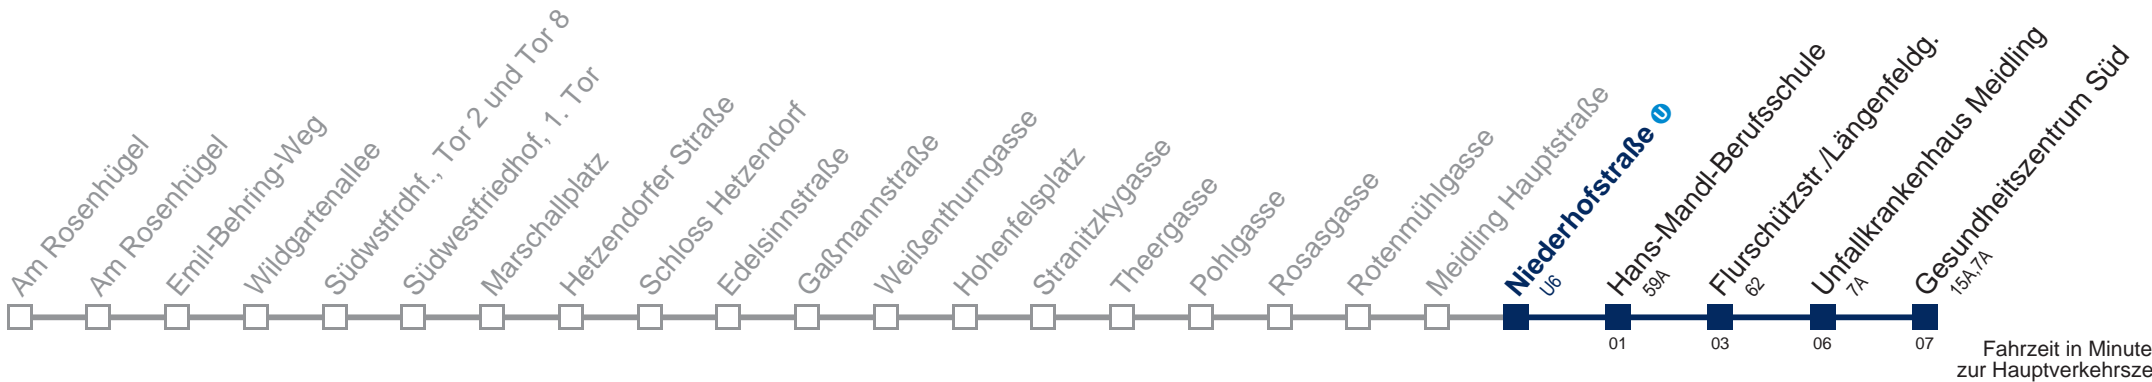 Am Rosenhügel
Am Rosenhügel
Emil-Behring-Weg
Wildgartenallee
Südwstfrdhf., Tor 2 und Tor 8
Südwestfriedhof, 1. Tor
Marschallplatz
Hetzendorfer Straße
Schloss Hetzendorf
Edelsinnstraße
Gaßmannstraße
Weißenthurngasse
Hohenfelsplatz
Stranitzkygasse
Theergasse
Pohlgasse
Rosasgasse
Rotenmühlgasse
Meidling Hauptstraße
Niederhofstraße U
U6
Hans-Mandl-Berufsschule
59A
Flurschützstr./Längenfeldg.
62
Unfallkrankenhaus Meidling
7A
Gesundheitszentrum Süd
15A,7A
01
03
06
07
Fahrzeit in Minute
zur Hauptverkehrsze